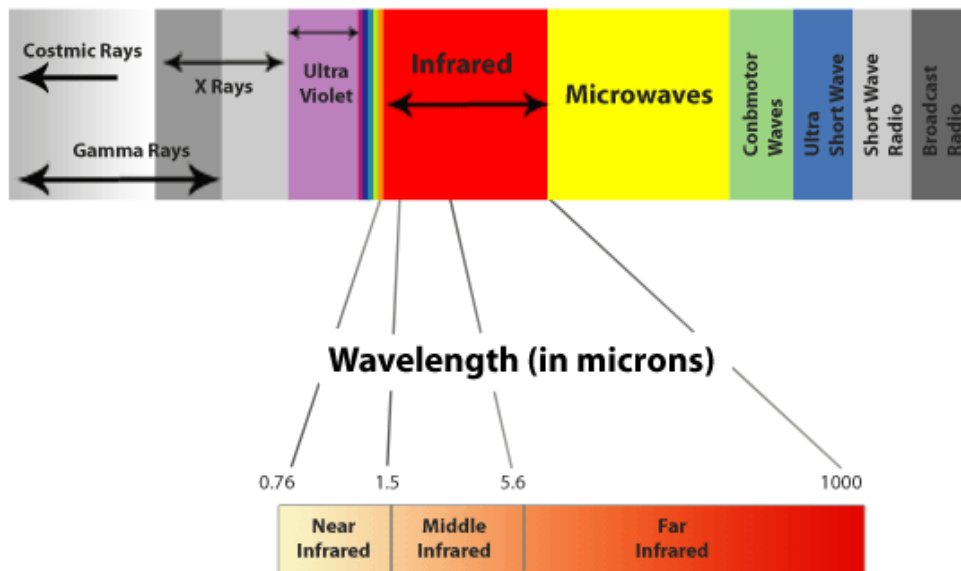 Costmic Rays
X Rays
Gamma Rays
Ultra
Violet
Infrared
Microwaves
Conbmotor
Waves
Ultra
Short Wave
Short Wave
Radio
Broadcast
Radio
Wavelength (in microns)
0.76
1.5
5.6
1000
Near
Infrared
Middle
Infrared
Far
Infrared